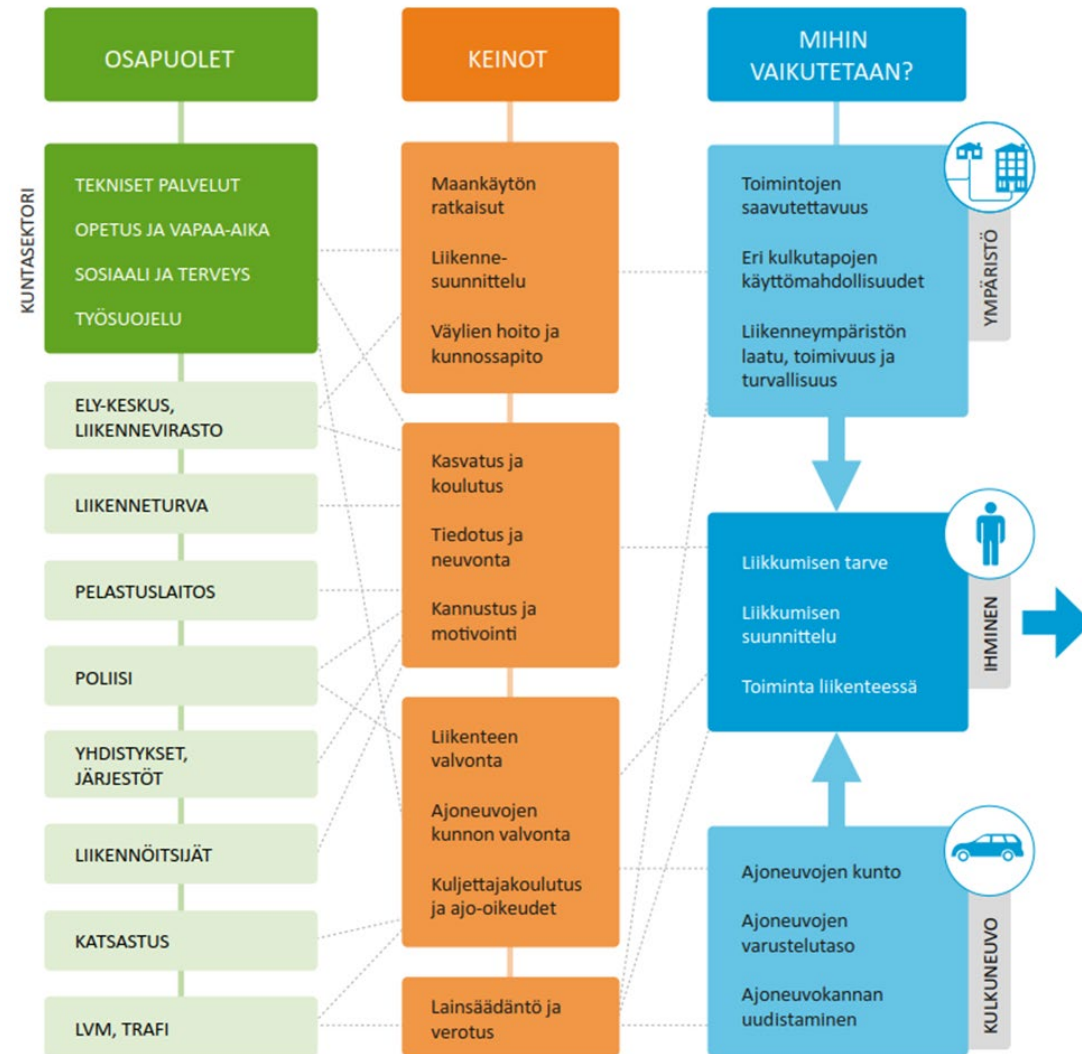 OSAPUOLET
KUNTASEKTORI
TEKNISET PALVELUT
OPETUS JA VAPAA-AIKA
SOSIAALI JA TERVEYS
TYÖSUOJELU
ELY-KESKUS,
LIIKENNEVIRASTO
LIIKENNETURVA
PELASTUSLAITOS
POLIISI
YHDISTYKSET,
JÄRJESTÖT
LIIKENNÖITSIJÄT
KATSASTUS
LVM, TRAFI
KEINOT
Maankäytön
ratkaisut
Liikenne-
suunnittelu
Väylien hoito ja
kunnossapito
Kasvatus ja
koulutus
Tiedotus ja
neuvonta
Kannustus ja
motivointi
Liikenteen
valvonta
Ajoneuvojen
kunnon valvonta
Kuljettajakoulutus
ja ajo-oikeudet
Lainsäädäntö ja
verotus
MIHIN
VAIKUTETAAN?
Toimintojen
saavutettavuus
Eri kulkutapojen
käyttömahdollisuudet
Liikenneympäristön
laatu, toimivuus ja
turvallisuus
YMPÄRISTÖ
Liikkumisen tarve
Liikkumisen
suunnittelu
Toiminta liikenteessä
IHMINEN
Ajoneuvojen kunto
Ajoneuvojen
varustelutaso
Ajoneuvokannan
uudistaminen
KULKUNEUVO